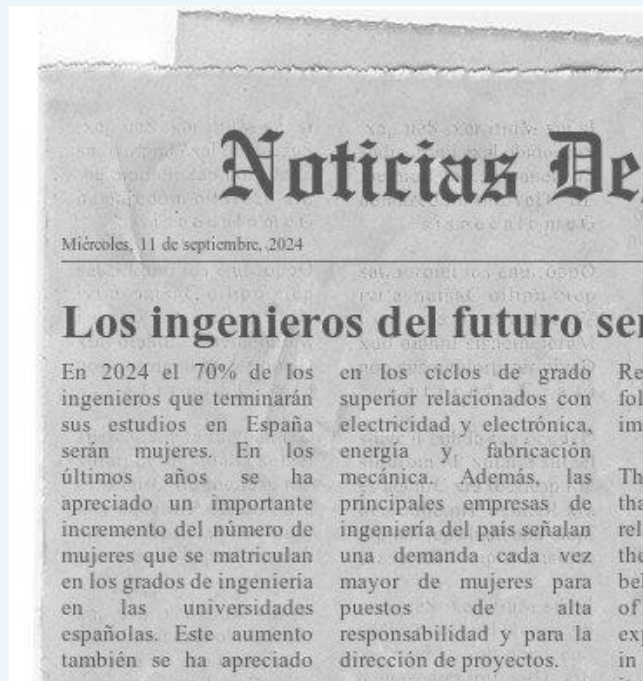 Noticias De
Miércoles, 11 de septiembre, 2024
Los ingenieros del futuro ser
En 2024 el 70% de los
ingenieros que terminarán
sus estudios en España
serán mujeres. En los
últimos años se ha
apreciado un importante
incremento del número de
mujeres que se matriculan
en los grados de ingeniería
en las universidades
españolas. Este aumento
también se ha apreciado
en los ciclos de grado
superior relacionados con
electricidad y electrónica,
energía y fabricación
mecánica. Además, las
principales empresas de
ingeniería del país señalan
una demanda cada vez
mayor de mujeres para
puestos de alta
responsabilidad y para la
dirección de proyectos.
Re
fol
im
Th
tha
rel
the
bel
of
exp
in